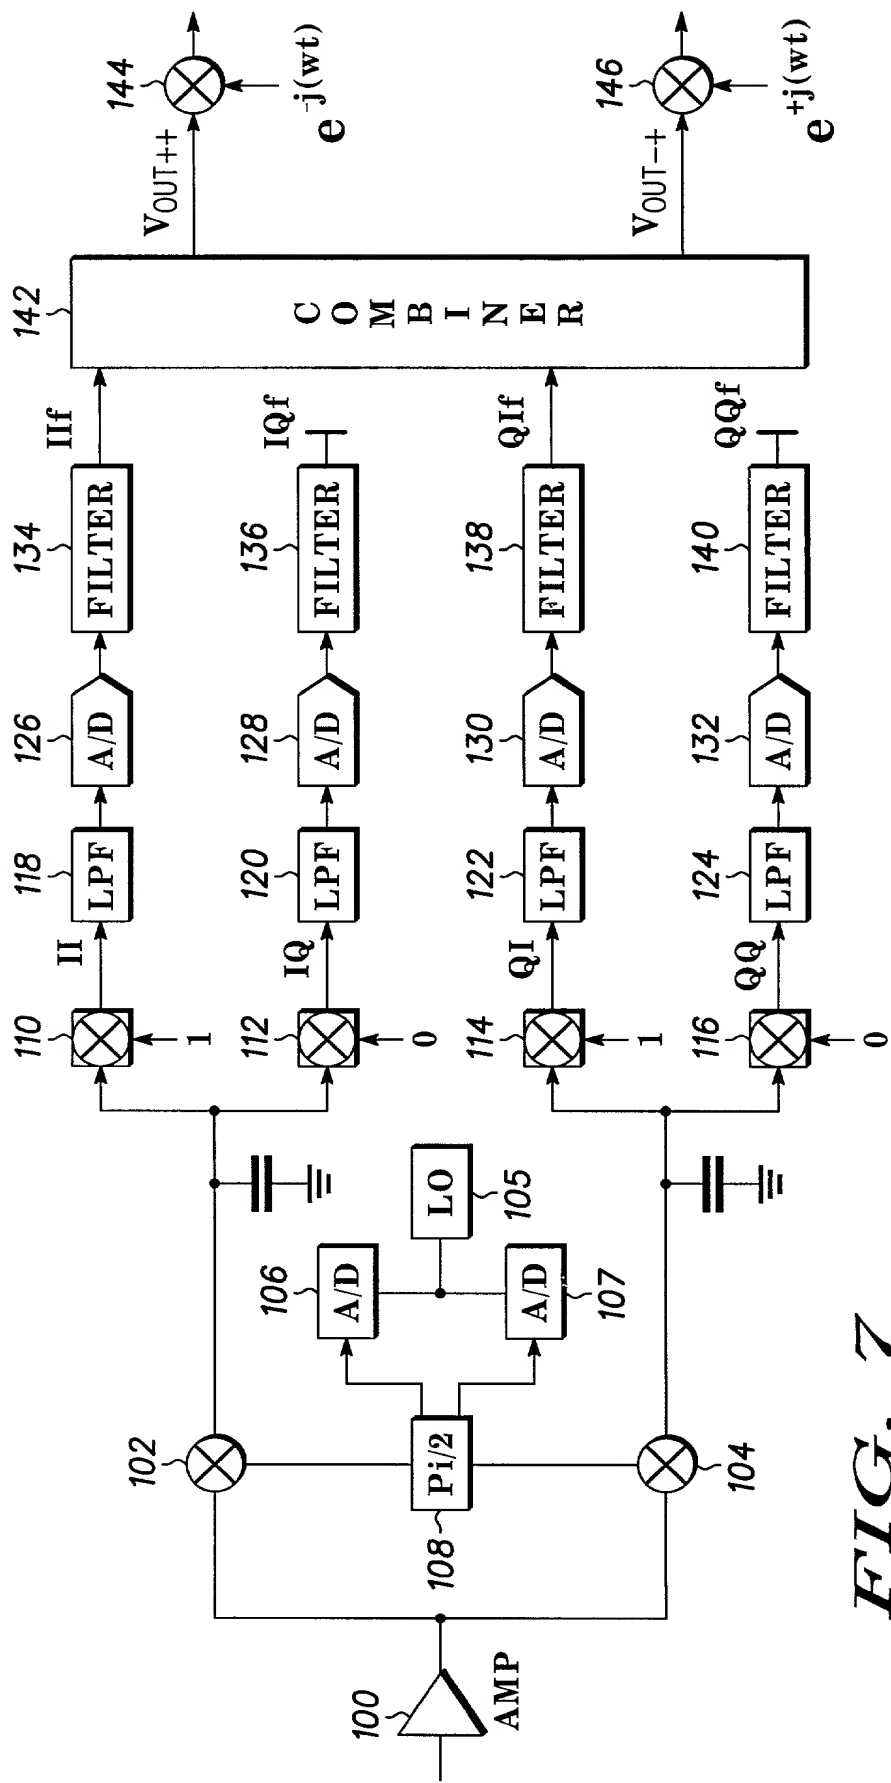 100
AMP
102
104
108
Pi/2
106
A/D
107
A/D
LO
105
110
1
II
118
LPF
126
A/D
134
FILTER
IIf
112
0
IQ
120
LPF
128
A/D
136
FILTER
IQf
114
1
QI
122
LPF
130
A/D
138
FILTER
QIf
116
0
QQ
124
LPF
132
A/D
140
FILTER
QQf
142
COMBINER
VOUT++
144
e-j(wt)
VOUT-+
146
e+j(wt)
FIG. 7